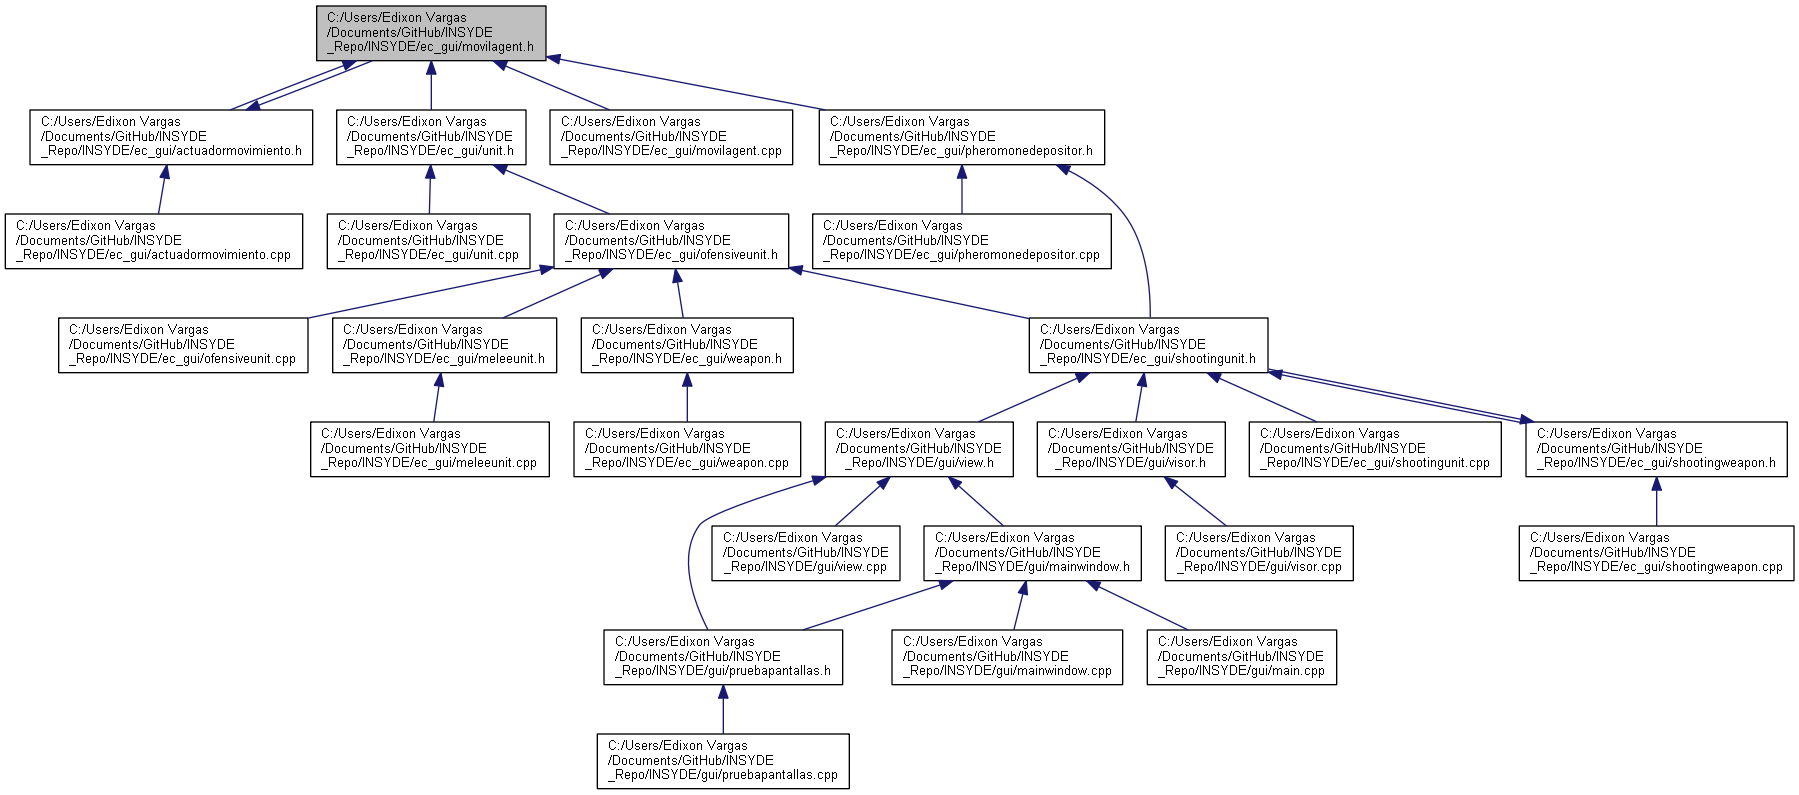 C:/Users/Edixon Vargas
/Documents/GitHub/INSYDE
_Repo/INSYDE/ec_gui/movilagent.h
C:/Users/Edixon Vargas
/Documents/GitHub/INSYDE
_Repo/INSYDE/ec_gui/actuadormovimiento.h
C:/Users/Edixon Vargas
/Documents/GitHub/INSYDE
_Repo/INSYDE/ec_gui/unit.h
C:/Users/Edixon Vargas
/Documents/GitHub/INSYDE
_Repo/INSYDE/ec_gui/movilagent.cpp
C:/Users/Edixon Vargas
/Documents/GitHub/INSYDE
_Repo/INSYDE/ec_gui/pheromonedepositor.h
C:/Users/Edixon Vargas
/Documents/GitHub/INSYDE
_Repo/INSYDE/ec_gui/actuadormovimiento.cpp
C:/Users/Edixon Vargas
/Documents/GitHub/INSYDE
_Repo/INSYDE/ec_gui/unit.cpp
C:/Users/Edixon Vargas
/Documents/GitHub/INSYDE
_Repo/INSYDE/ec_gui/ofensiveunit.h
C:/Users/Edixon Vargas
/Documents/GitHub/INSYDE
_Repo/INSYDE/ec_gui/pheromonedepositor.cpp
C:/Users/Edixon Vargas
/Documents/GitHub/INSYDE
_Repo/INSYDE/ec_gui/ofensiveunit.cpp
C:/Users/Edixon Vargas
/Documents/GitHub/INSYDE
_Repo/INSYDE/ec_gui/meleeunit.h
C:/Users/Edixon Vargas
/Documents/GitHub/INSYDE
_Repo/INSYDE/ec_gui/weapon.h
C:/Users/Edixon Vargas
/Documents/GitHub/INSYDE
_Repo/INSYDE/ec_gui/shootingunit.h
C:/Users/Edixon Vargas
/Documents/GitHub/INSYDE
_Repo/INSYDE/ec_gui/meleeunit.cpp
C:/Users/Edixon Vargas
/Documents/GitHub/INSYDE
_Repo/INSYDE/ec_gui/weapon.cpp
C:/Users/Edixon Vargas
/Documents/GitHub/INSYDE
_Repo/INSYDE/gui/view.h
C:/Users/Edixon Vargas
/Documents/GitHub/INSYDE
_Repo/INSYDE/gui/visor.h
C:/Users/Edixon Vargas
/Documents/GitHub/INSYDE
_Repo/INSYDE/ec_gui/shootingunit.cpp
C:/Users/Edixon Vargas
/Documents/GitHub/INSYDE
_Repo/INSYDE/ec_gui/shootingweapon.h
C:/Users/Edixon Vargas
/Documents/GitHub/INSYDE
_Repo/INSYDE/gui/view.cpp
C:/Users/Edixon Vargas
/Documents/GitHub/INSYDE
_Repo/INSYDE/gui/mainwindow.h
C:/Users/Edixon Vargas
/Documents/GitHub/INSYDE
_Repo/INSYDE/gui/visor.cpp
C:/Users/Edixon Vargas
/Documents/GitHub/INSYDE
_Repo/INSYDE/ec_gui/shootingweapon.cpp
C:/Users/Edixon Vargas
/Documents/GitHub/INSYDE
_Repo/INSYDE/gui/pruebapantallas.h
C:/Users/Edixon Vargas
/Documents/GitHub/INSYDE
_Repo/INSYDE/gui/mainwindow.cpp
C:/Users/Edixon Vargas
/Documents/GitHub/INSYDE
_Repo/INSYDE/gui/main.cpp
C:/Users/Edixon Vargas
/Documents/GitHub/INSYDE
_Repo/INSYDE/gui/pruebapantallas.cpp